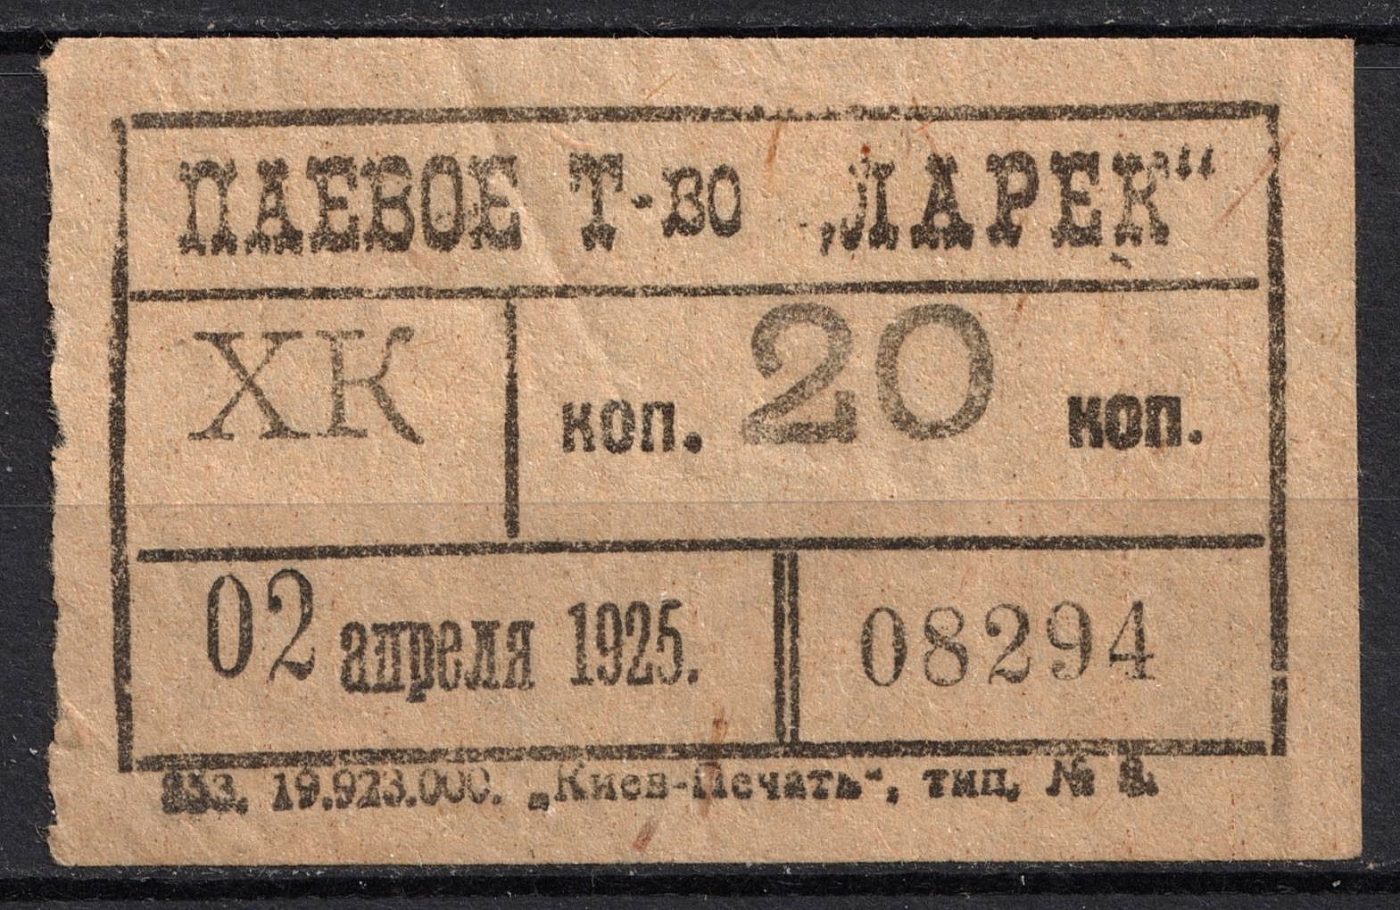 ПАЕВОЕ Т-во „ЛАРЕК“
ХК
коп. 20 коп.
02 апреля 1925. 08294
19.923.000. „Киев-Печать“, тип, №